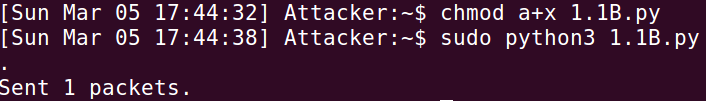 [Sun Mar 05 17:44:32] Attacker:~$ chmod a+x 1.1B.py
[Sun Mar 05 17:44:38] Attacker:~$ sudo python3 1.1B.py
.
Sent 1 packets.